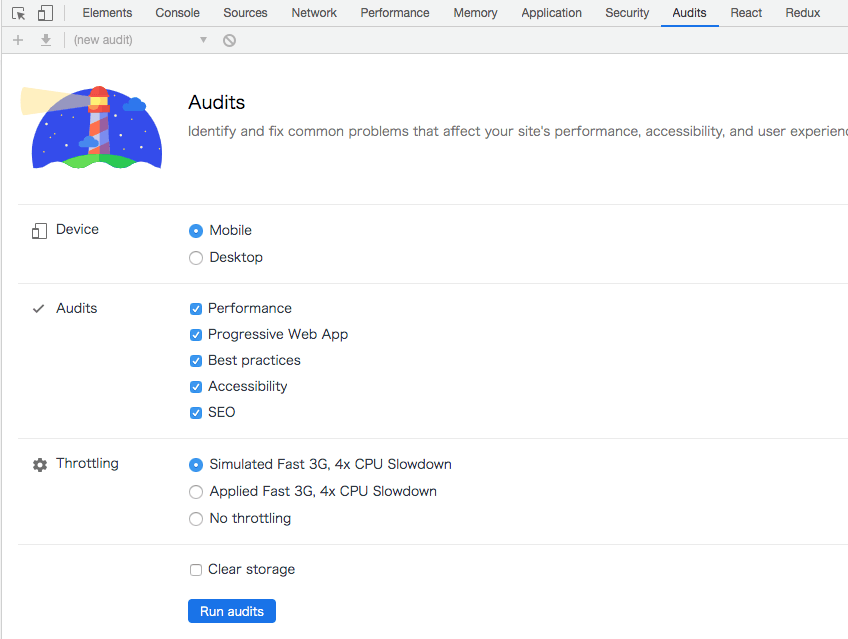 Elements Console Sources Network Performance Memory Application Security Audits React Redux
(new audit)
Audits
Identify and fix common problems that affect your site's performance, accessibility, and user experienc
Device
Mobile
Desktop
Audits
Performance
Progressive Web App
Best practices
Accessibility
SEO
Throttling
Simulated Fast 3G, 4x CPU Slowdown
Applied Fast 3G, 4x CPU Slowdown
No throttling
Clear storage
Run audits